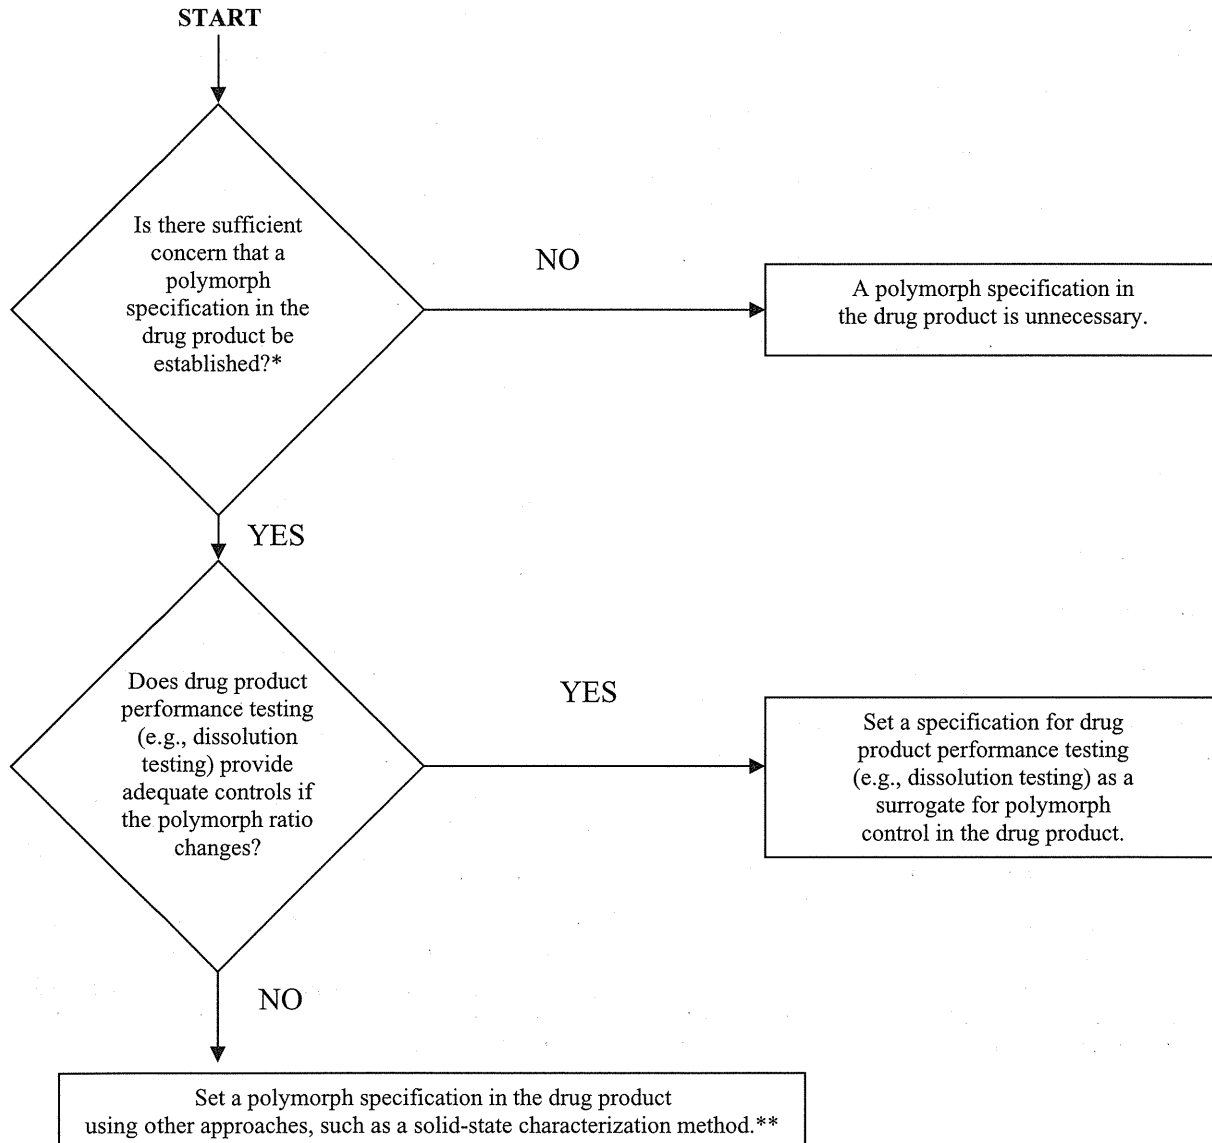 START
Is there sufficient
concern that a
polymorph
specification in the
drug product be
established?*
NO
A polymorph specification in
the drug product is unnecessary.
YES
Does drug product
performance testing
(e.g., dissolution
testing) provide
adequate controls if
the polymorph ratio
changes?
YES
Set a specification for drug
product performance testing
(e.g., dissolution testing) as a
surrogate for polymorph
control in the drug product.
NO
Set a polymorph specification in the drug product
using other approaches, such as a solid-state characterization method.**